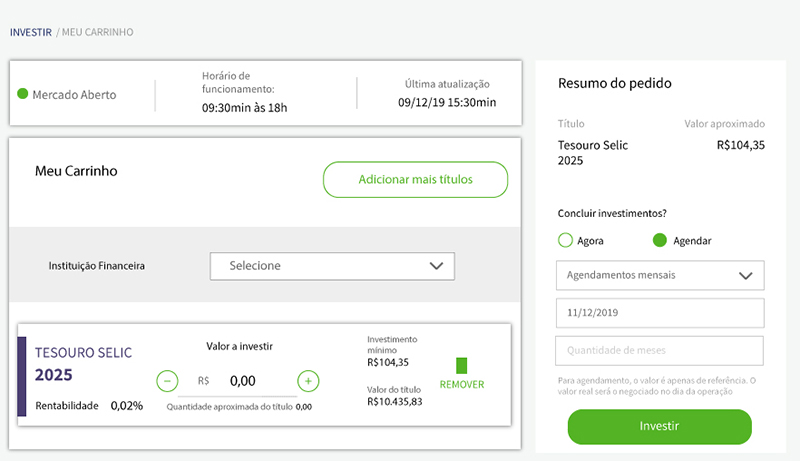 INVESTIR / MEU CARRINHO
Mercado Aberto
Horário de
funcionamento:
09:30min às 18h
Última atualização
09/12/19 15:30min
Meu Carrinho
Adicionar mais títulos
Instituição Financeira
Selecione
TESOURO SELIC
2025
Rentabilidade 0,02%
Valor a investir
− R$ 0,00 +
Quantidade aproximada do título 0,00
Investimento
mínimo
R$104,35
Valor do título
R$10.435,83
REMOVER
Resumo do pedido
Título Valor aproximado
Tesouro Selic R$104,35
2025
Concluir investimentos?
Agora Agendar
Agendamentos mensais
11/12/2019
Quantidade de meses
Para agendamento, o valor é apenas de referência. O
valor real será o negociado no dia da operação
Investir